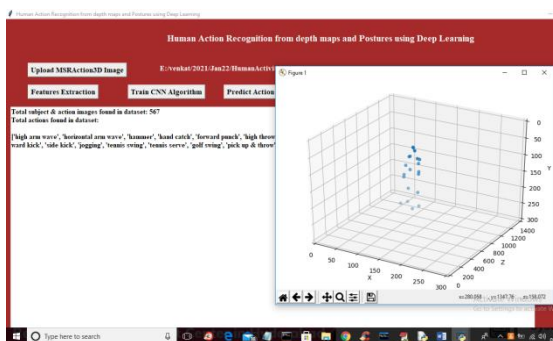 Human Action Recognition from depth maps and Postures using Deep Learning
Human Action Recognition from depth maps and Postures using Deep Learning
Upload MSRAction3D Image
E:/venkat/2021/Jan22/HumanActivi
Features Extraction
Train CNN Algorithm
Predict Action
Total subject & action images found in dataset: 567
Total actions found in dataset:
['high arm wave', 'horizontal arm wave', 'hammer', 'hand catch', 'forward punch', 'high throw
ward kick', 'side kick', 'jogging', 'tennis swing', 'tennis serve', 'golf swing', 'pick up & throw'
Figure 1
0
50
100
150
200
250
300
Y
0
50
100
150
200
250
300
X
0
200
400
600
800
1000
1200
1400
Z
Type here to search